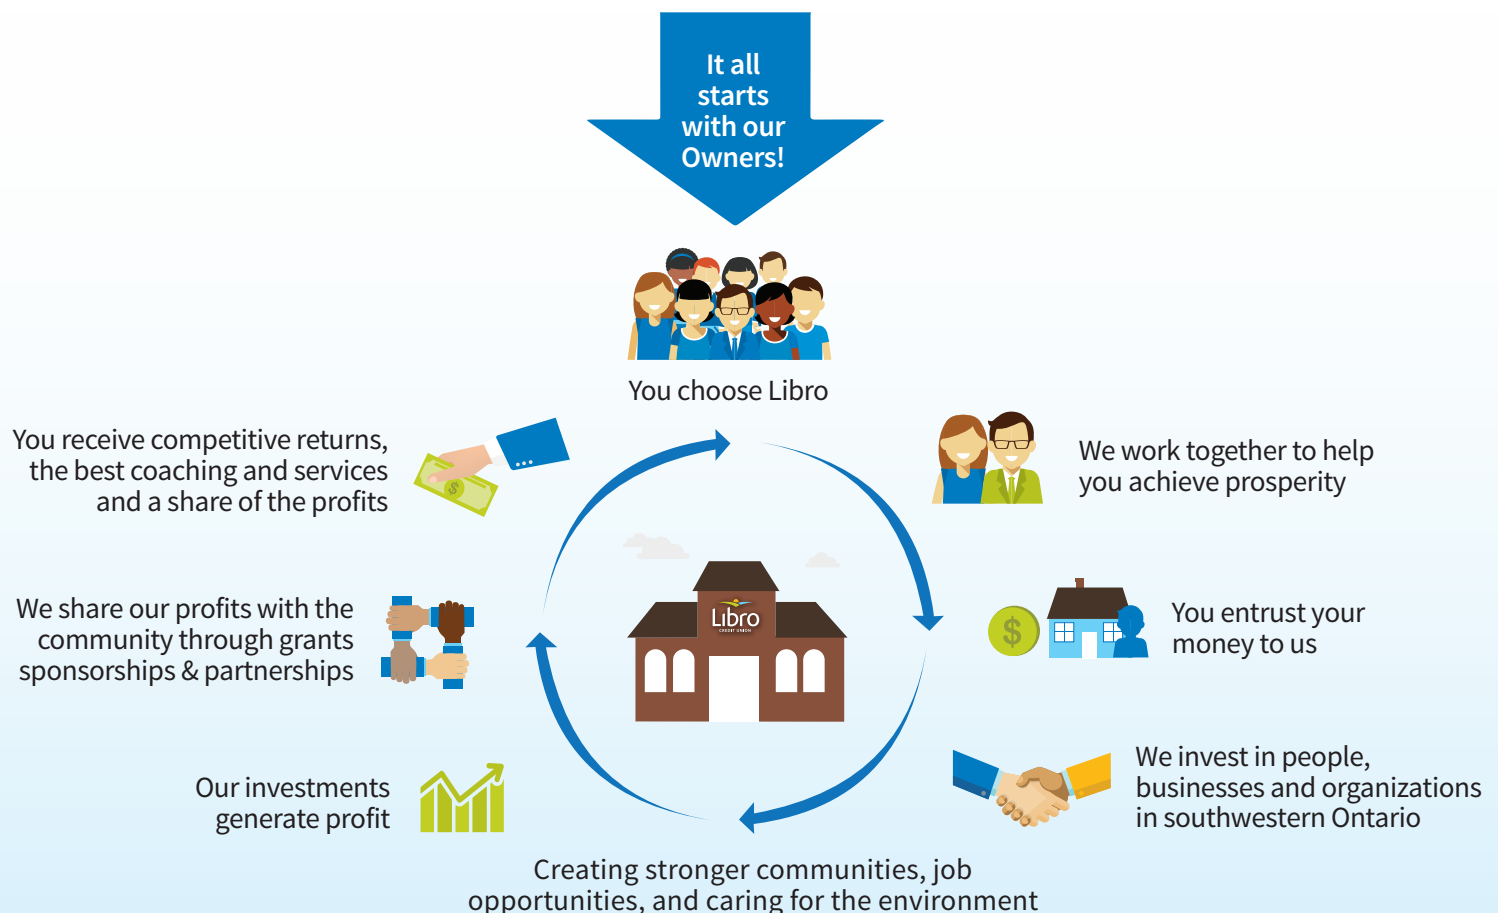 It all
starts
with our
Owners!
You choose Libro
We work together to help
you achieve prosperity
You entrust your
money to us
We invest in people,
businesses and organizations
in southwestern Ontario
Creating stronger communities, job
opportunities, and caring for the environment
Our investments
generate profit
We share our profits with the
community through grants
sponsorships & partnerships
You receive competitive returns,
the best coaching and services
and a share of the profits
Libro
CREDIT UNION
$
$